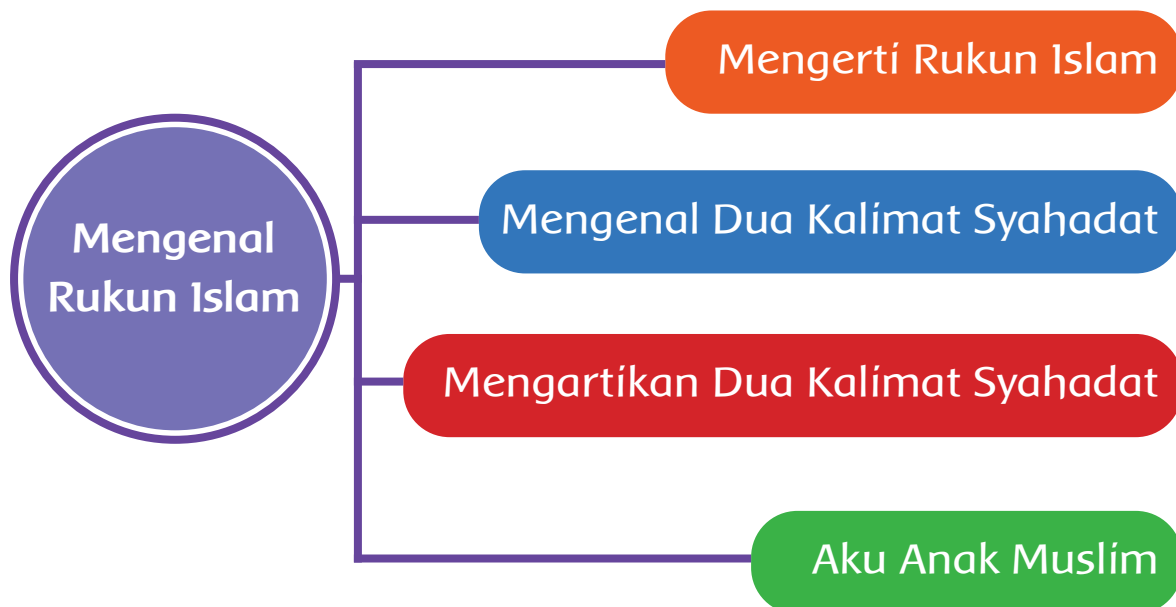 Mengenal
Rukun Islam
Mengerti Rukun Islam
Mengenal Dua Kalimat Syahadat
Mengartikan Dua Kalimat Syahadat
Aku Anak Muslim